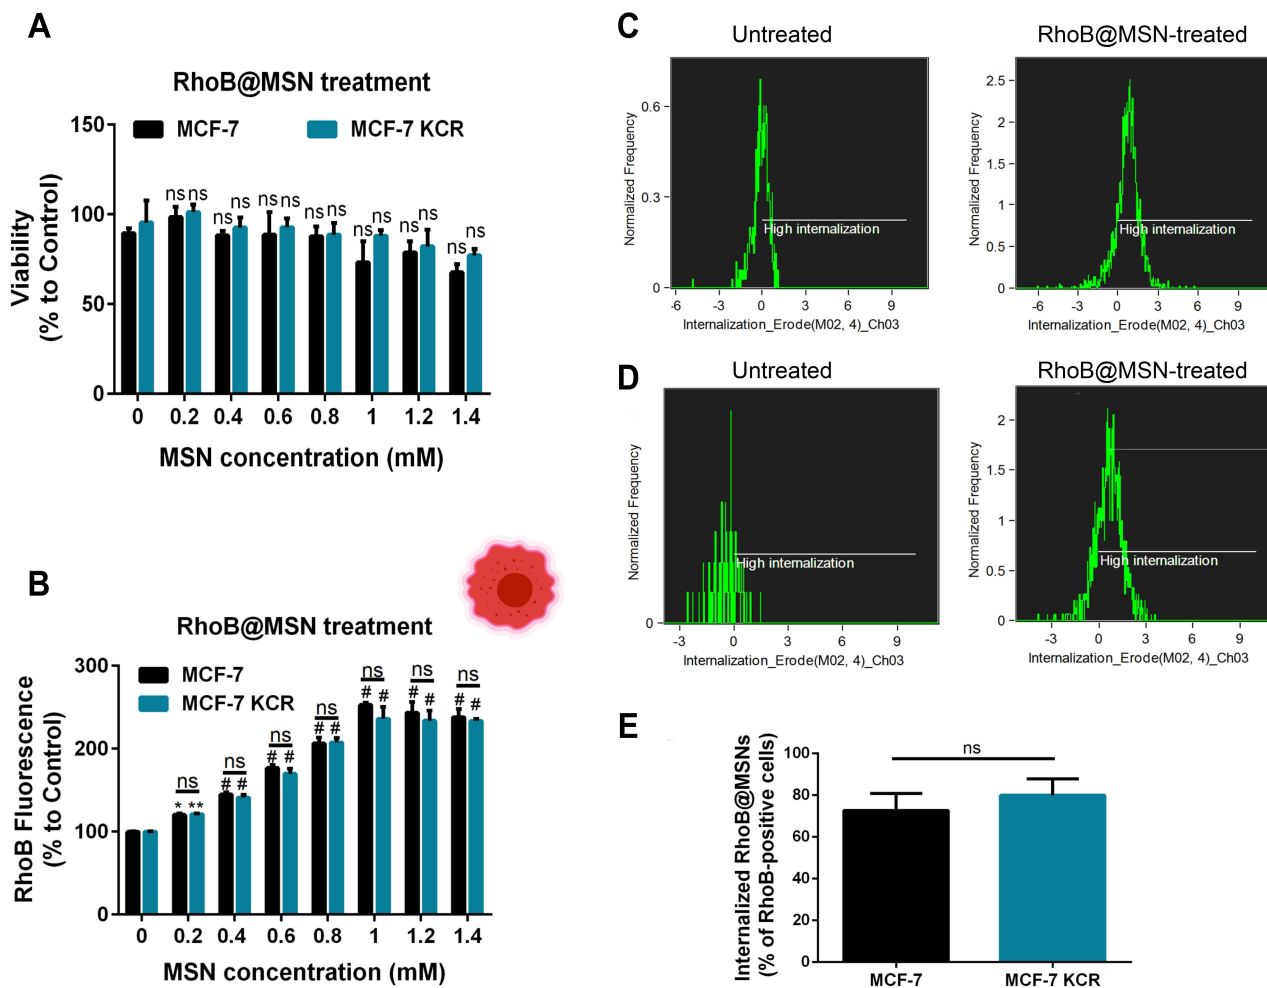 A
RhoB@MSN treatment
MCF-7
MCF-7 KCR
Viability
(% to Control)
150
100
50
0
ns ns ns ns ns ns ns ns ns ns ns ns ns ns
0 0.2 0.4 0.6 0.8 1 1.2 1.4
MSN concentration (mM)
B
RhoB@MSN treatment
MCF-7
MCF-7 KCR
RhoB Fluorescence
(% to Control)
300
200
100
0
ns ns ns ns ns ns ns
* ** # # # # # # # # # # # #
0 0.2 0.4 0.6 0.8 1 1.2 1.4
MSN concentration (mM)
C
Untreated
Normalized Frequency
0.6
0.3
0
High internalization
-6 -3 0 3 6 9
Internalization_Erode(M02, 4)_Ch03
RhoB@MSN-treated
Normalized Frequency
2.5
2
1.5
1
0.5
0
High internalization
-6 -3 0 3 6 9
Internalization_Erode(M02, 4)_Ch03
D
Untreated
Normalized Frequency
0
High internalization
-3 0 3 6 9
Internalization_Erode(M02, 4)_Ch03
RhoB@MSN-treated
Normalized Frequency
2
1.5
1
0.5
0
High internalization
-3 0 3 6 9
Internalization_Erode(M02, 4)_Ch03
E
Internalized RhoB@MSNs
(% of RhoB-positive cells)
100
80
60
40
20
0
ns
MCF-7 MCF-7 KCR